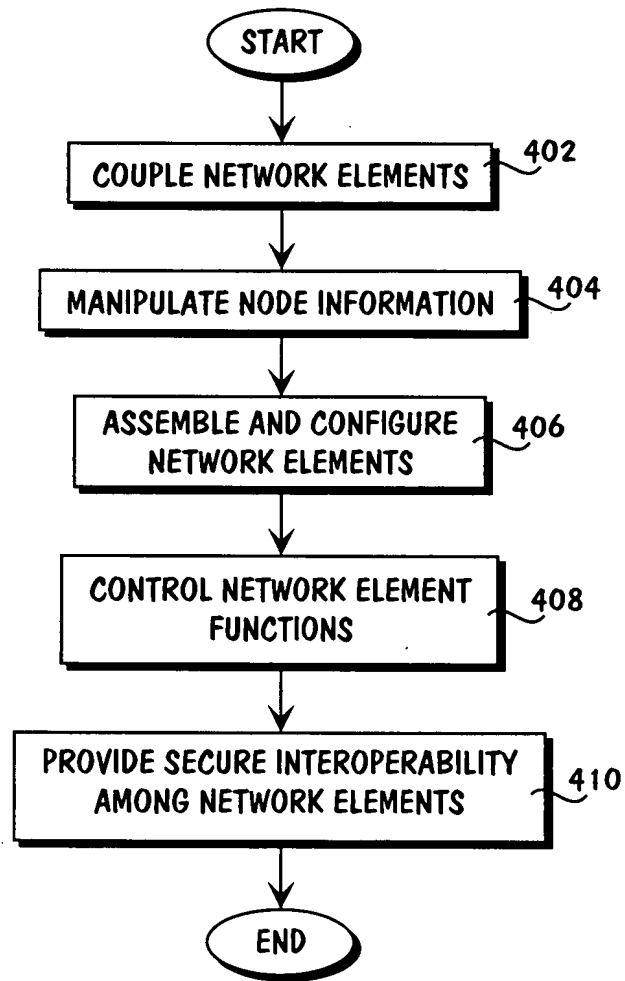 START
COUPLE NETWORK ELEMENTS
402
MANIPULATE NODE INFORMATION
404
ASSEMBLE AND CONFIGURE
NETWORK ELEMENTS
406
CONTROL NETWORK ELEMENT
FUNCTIONS
408
PROVIDE SECURE INTEROPERABILITY
AMONG NETWORK ELEMENTS
410
END